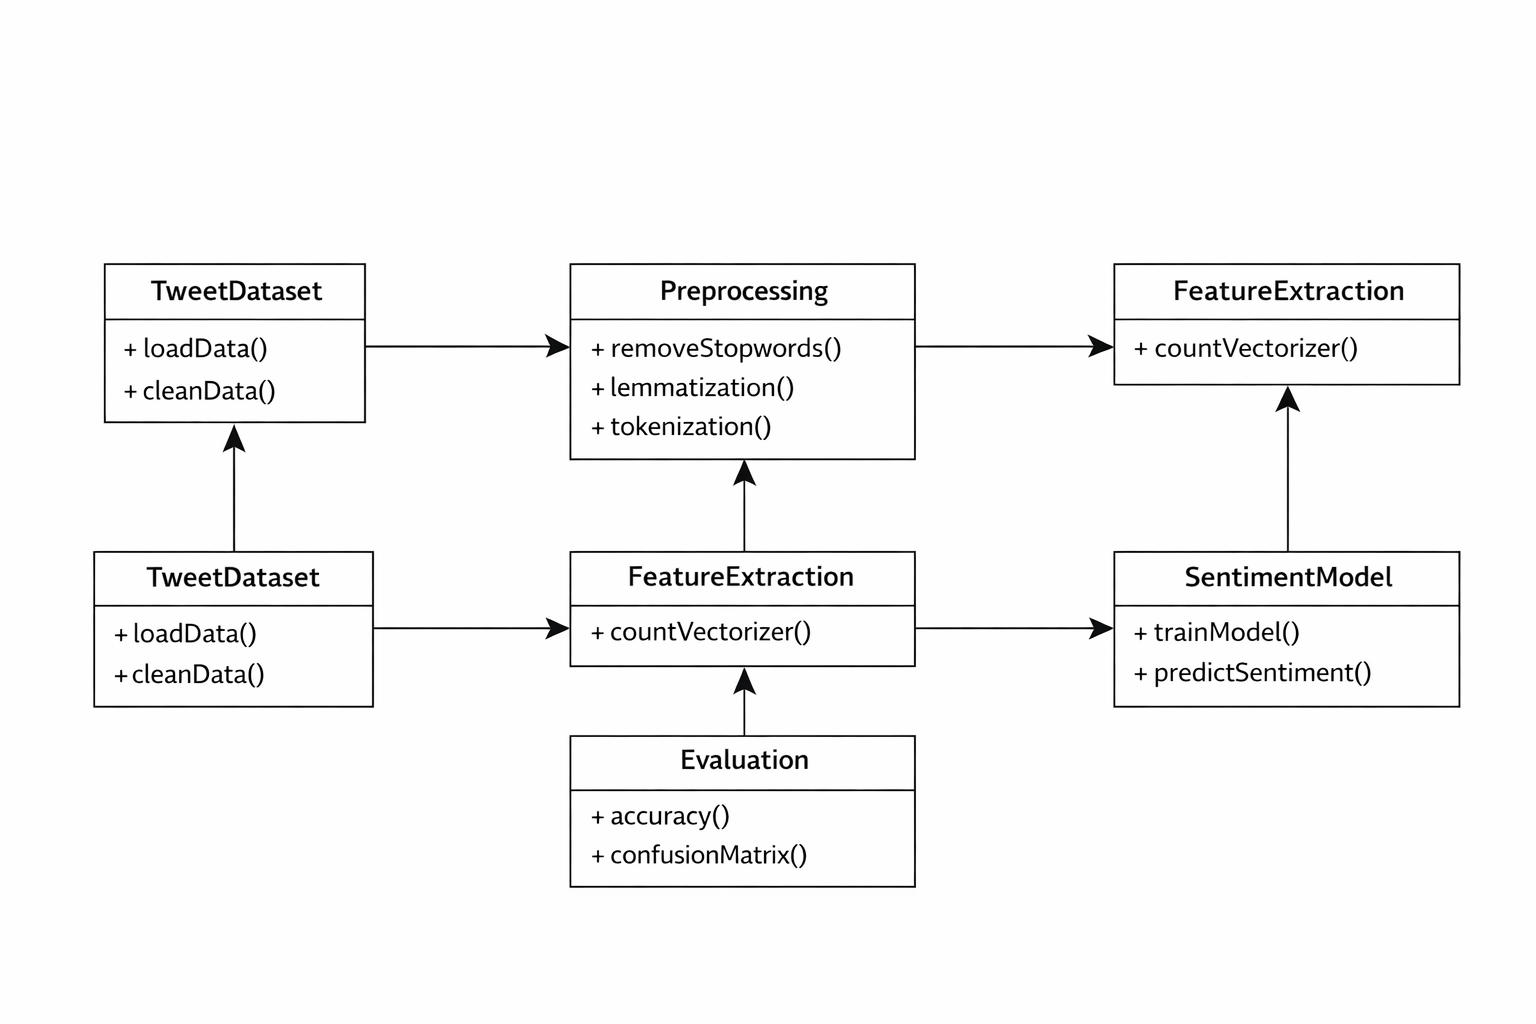 TweetDataset
+ loadData()
+ cleanData()
Preprocessing
+ removeStopwords()
+ lemmatization()
+ tokenization()
FeatureExtraction
+ countVectorizer()
TweetDataset
+ loadData()
+ cleanData()
FeatureExtraction
+ countVectorizer()
SentimentModel
+ trainModel()
+ predictSentiment()
Evaluation
+ accuracy()
+ confusionMatrix()